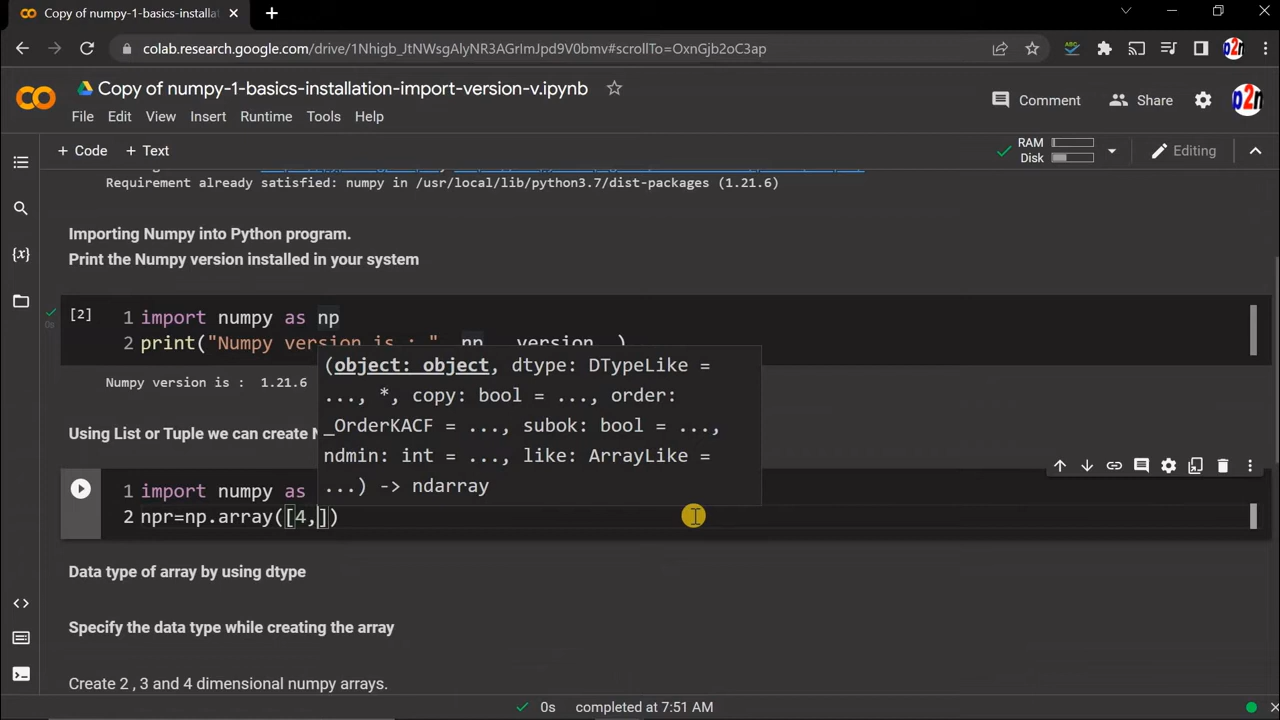 Copy of numpy-1-basics-installa
colab.research.google.com/drive/1Nhigb_JtNWsgAlyNR3AGrImJpd9V0bmv#scrollTo=OxnGjb2oC3ap
ABC
p2n
Copy of numpy-1-basics-installation-import-version-v.ipynb
Comment
Share
p2n
File Edit View Insert Runtime Tools Help
+ Code + Text
RAM
Disk
Editing
Requirement already satisfied: numpy in /usr/local/lib/python3.7/dist-packages (1.21.6)
Importing Numpy into Python program.
Print the Numpy version installed in your system
[2]
0s
1 import numpy as np
2 print("Numpy version is : " np version )
Numpy version is : 1.21.6
(object: object, dtype: DTypeLike =
..., *, copy: bool = ..., order:
_OrderKACF = ..., subok: bool = ...,
ndmin: int = ..., like: ArrayLike =
...) -> ndarray
Using List or Tuple we can create
1 import numpy as
2 npr=np.array([4,])
Data type of array by using dtype
Specify the data type while creating the array
Create 2 , 3 and 4 dimensional numpy arrays.
0s completed at 7:51 AM